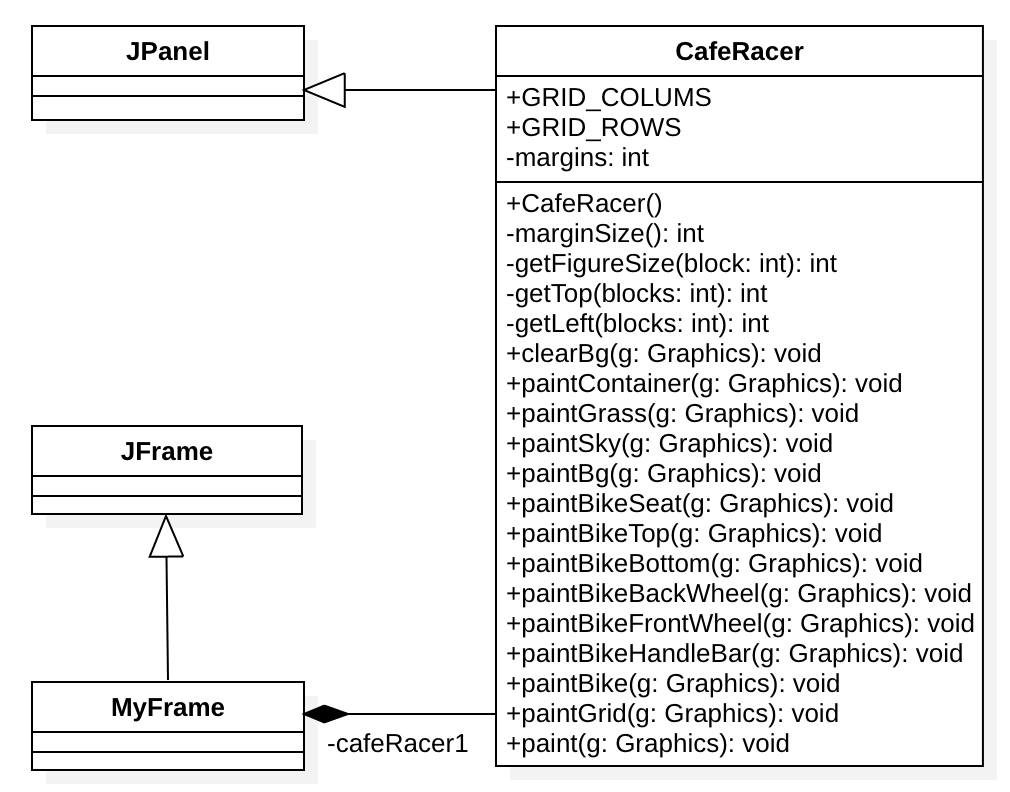 JPanel
CafeRacer
+GRID_COLUMS
+GRID_ROWS
-margins: int
+CafeRacer()
-marginSize(): int
-getFigureSize(block: int): int
-getTop(blocks: int): int
-getLeft(blocks: int): int
+clearBg(g: Graphics): void
+paintContainer(g: Graphics): void
+paintGrass(g: Graphics): void
+paintSky(g: Graphics): void
+paintBg(g: Graphics): void
+paintBikeSeat(g: Graphics): void
+paintBikeTop(g: Graphics): void
+paintBikeBottom(g: Graphics): void
+paintBikeBackWheel(g: Graphics): void
+paintBikeFrontWheel(g: Graphics): void
+paintBikeHandleBar(g: Graphics): void
+paintBike(g: Graphics): void
+paintGrid(g: Graphics): void
+paint(g: Graphics): void
JFrame
MyFrame
-cafeRacer1